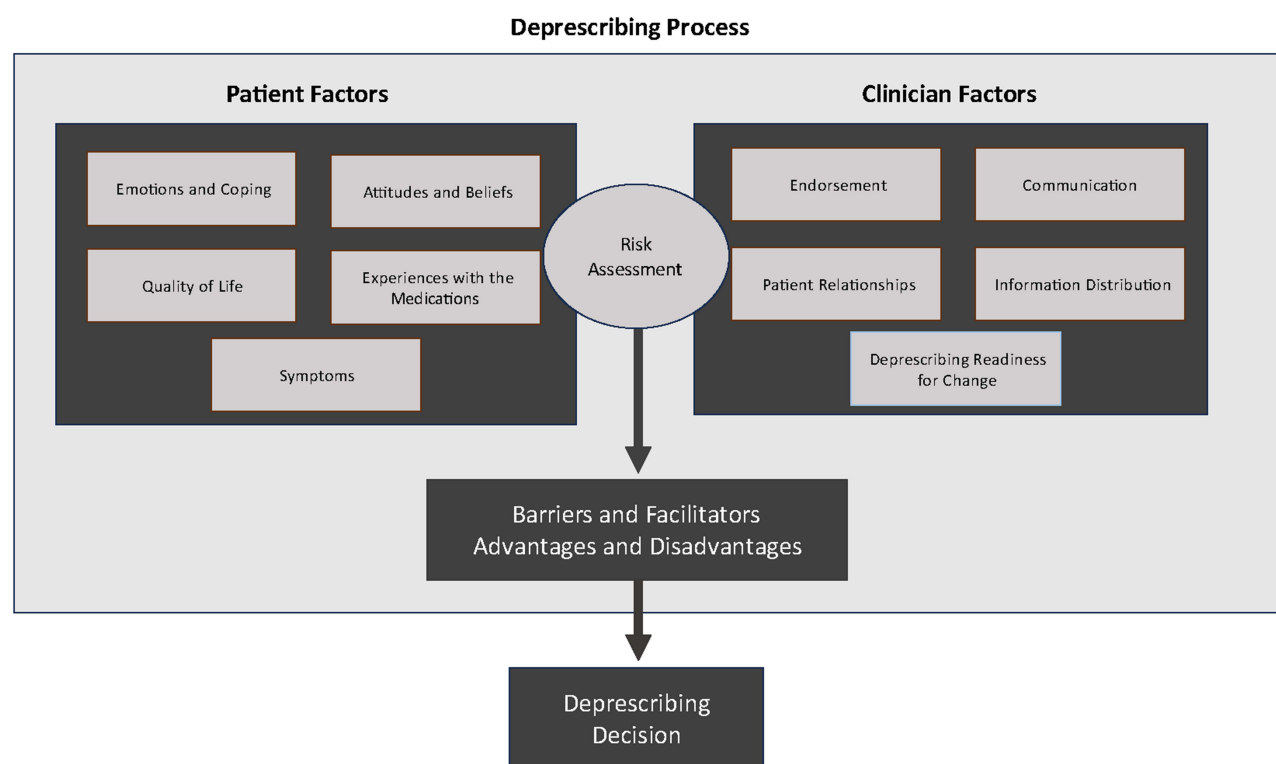 Deprescribing Process
Patient Factors
Emotions and Coping
Attitudes and Beliefs
Quality of Life
Experiences with the
Medications
Symptoms
Risk
Assessment
Clinician Factors
Endorsement
Communication
Patient Relationships
Information Distribution
Deprescribing Readiness
for Change
Barriers and Facilitators
Advantages and Disadvantages
Deprescribing
Decision